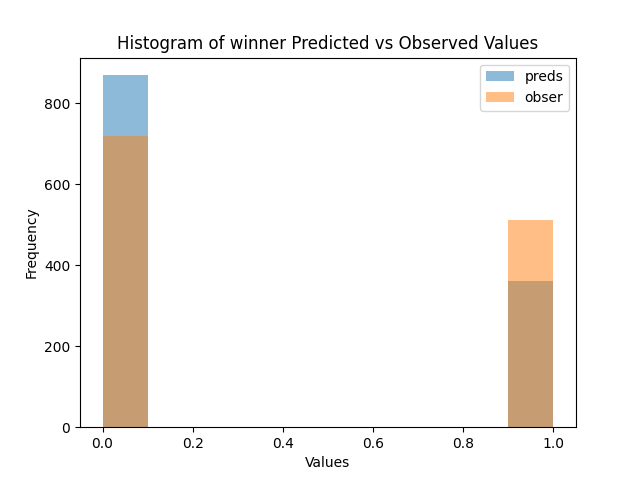 Histogram of winner Predicted vs Observed Values
preds
obser
800
600
400
200
0
Frequency
0.0 0.2 0.4 0.6 0.8 1.0
Values